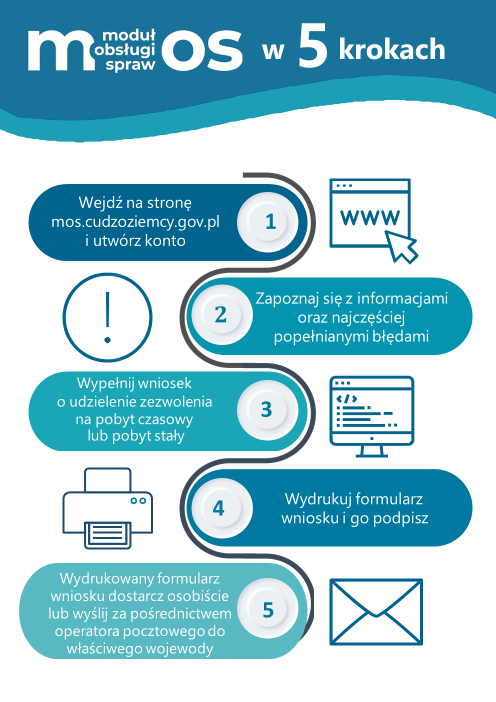 moduł
obsługi
spraw
mos w 5 krokach
Wejdź na stronę
mos.cudzoziemcy.gov.pl
i utwórz konto
1
www
2
Zapoznaj się z informacjami
oraz najczęściej
popełnianymi błędami
Wypełnij wniosek
o udzielenie zezwolenia
na pobyt czasowy
lub pobyt stały
3
</>
4
Wydrukuj formularz
wniosku i go podpisz
Wydrukowany formularz
wniosku dostarcz osobiście
lub wyślij za pośrednictwem
operatora pocztowego do
właściwego wojewody
5